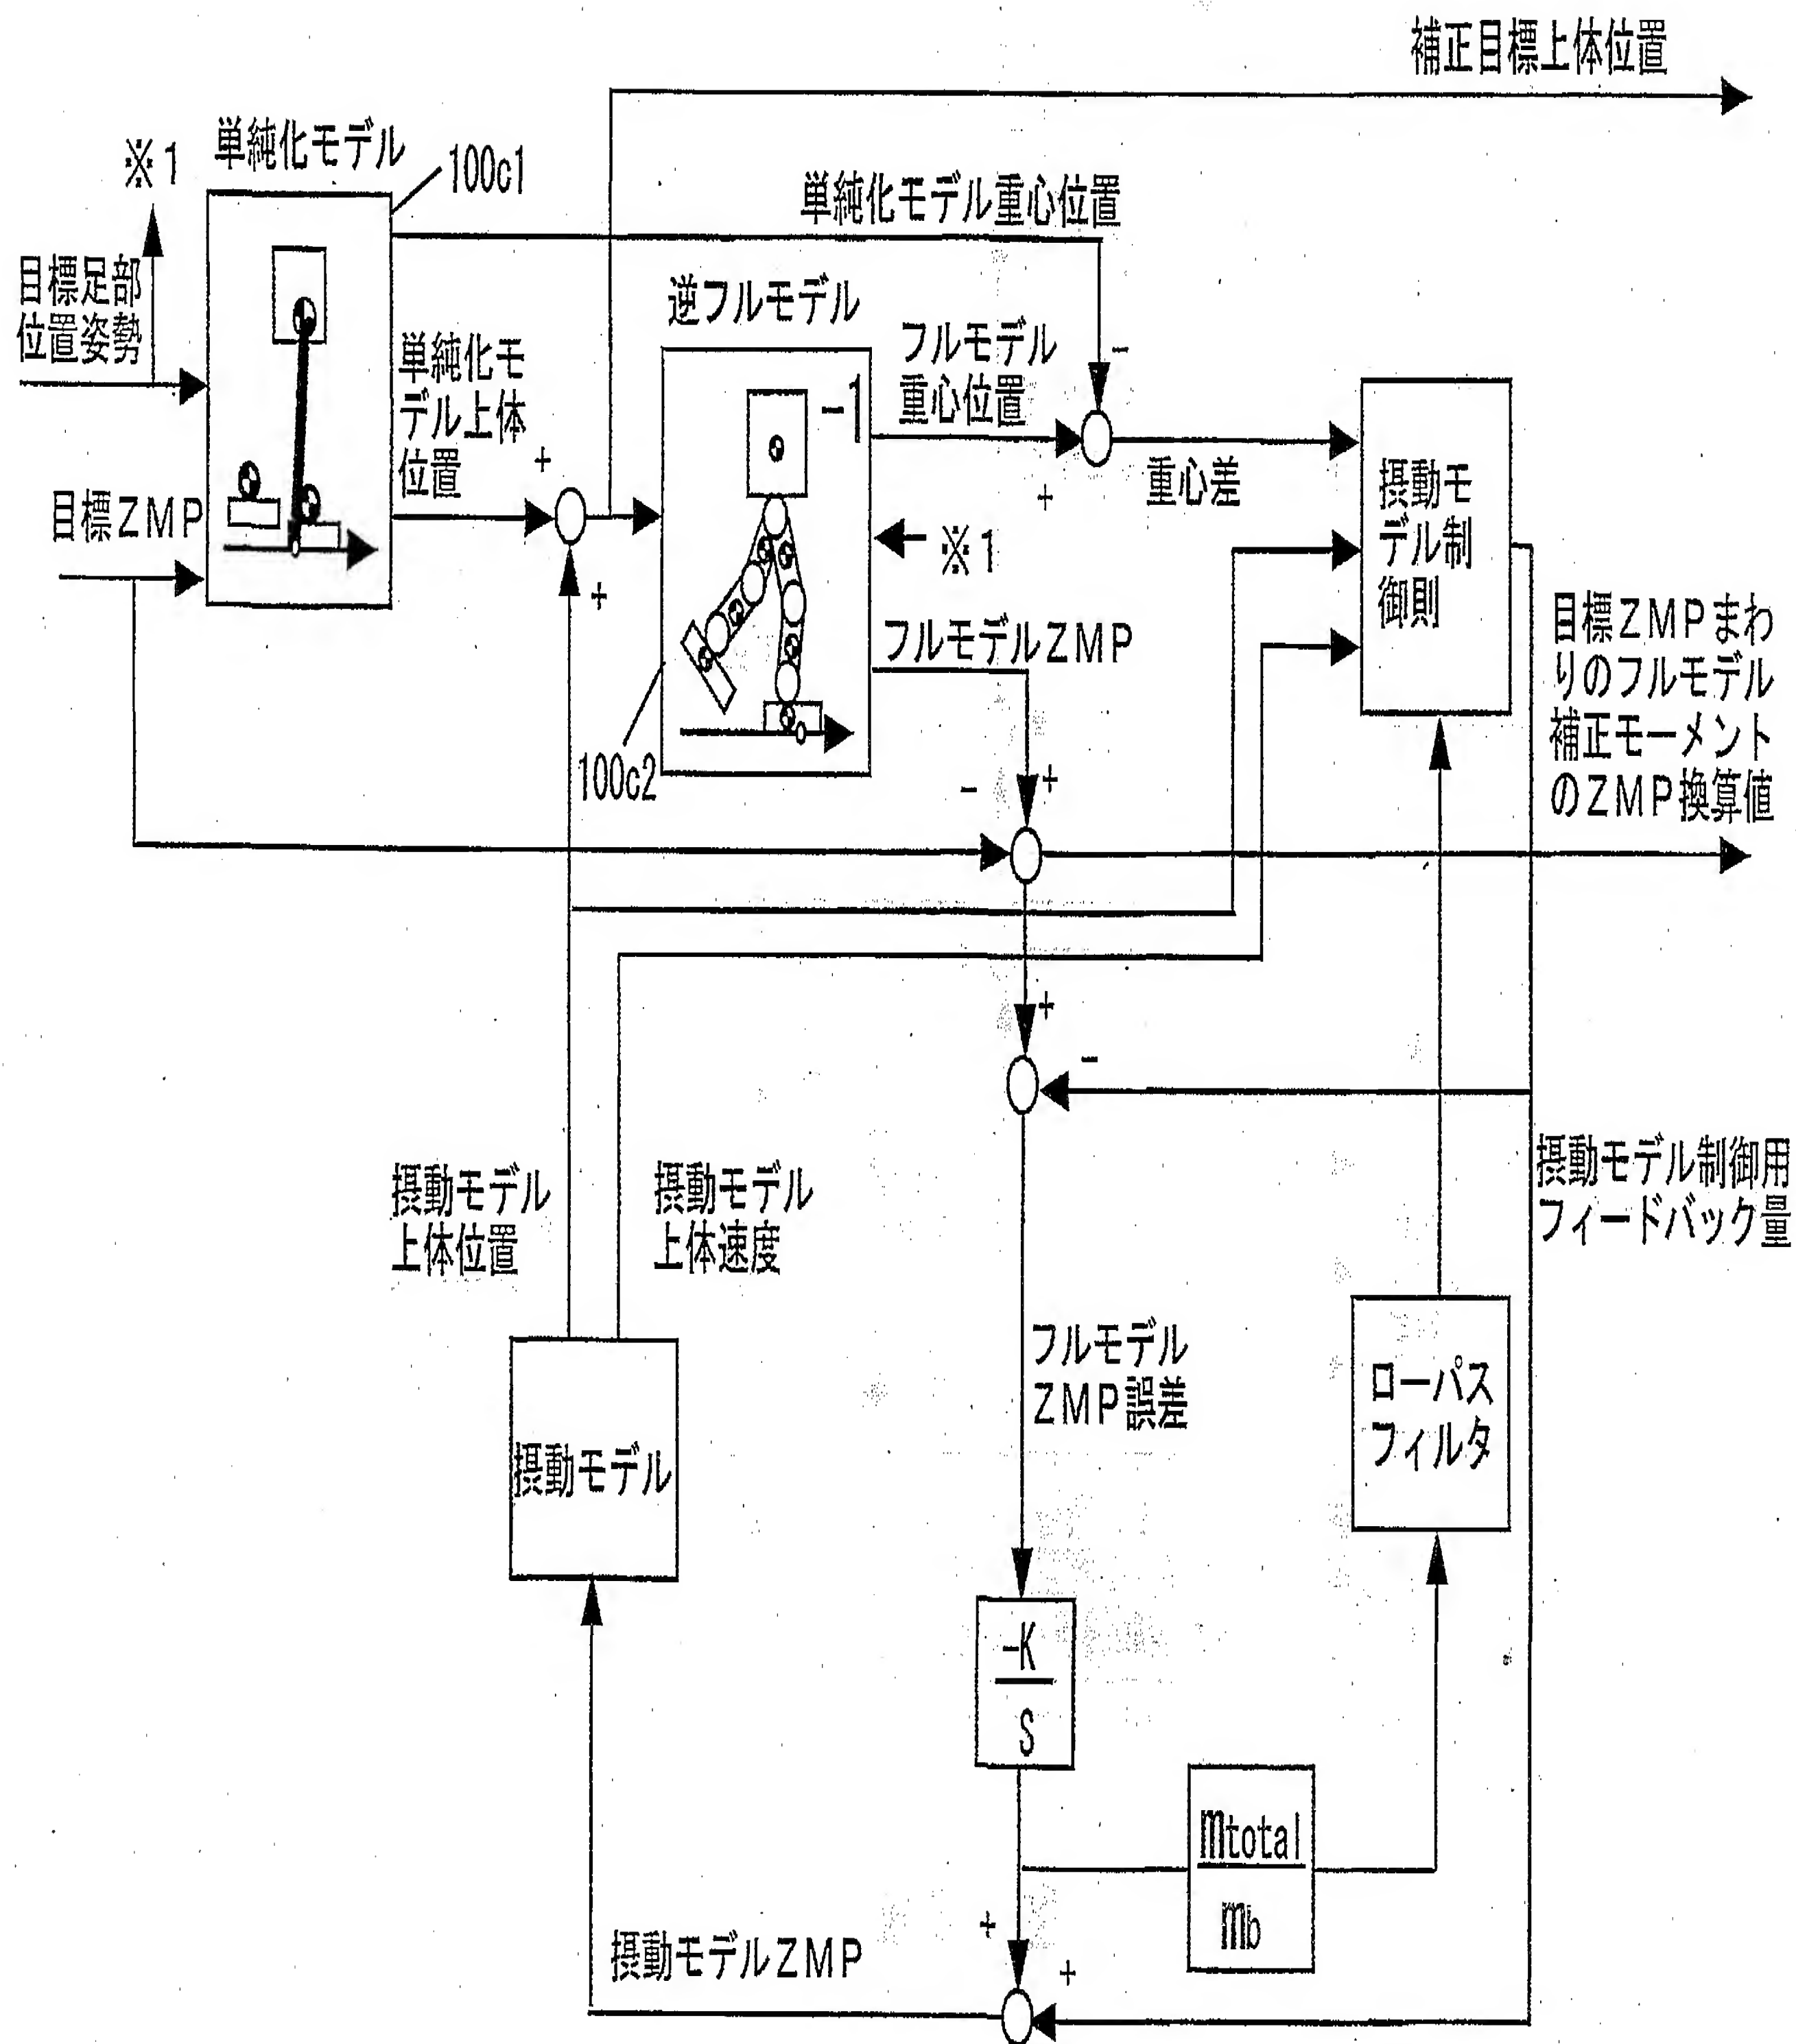 補正目標上体位置
※1
単純化モデル
100c1
単純化モデル重心位置
目標足部
位置姿勢
逆フルモデル
単純化モ
デル上体
位置
フルモデル
重心位置
-
-1
+
+
重心差
摂動モ
デル制
御則
目標ZMP
※1
+
フルモデルZMP
目標ZMPまわ
りのフルモデル
補正モーメント
のZMP換算値
100c2
-
+
+
-
摂動モデル
上体位置
摂動モデル
上体速度
摂動モデル制御用
フィードバック量
フルモデル
ZMP誤差
ローパス
フィルタ
摂動モデル
-K
S
mtotal
mb
+
+
摂動モデルZMP